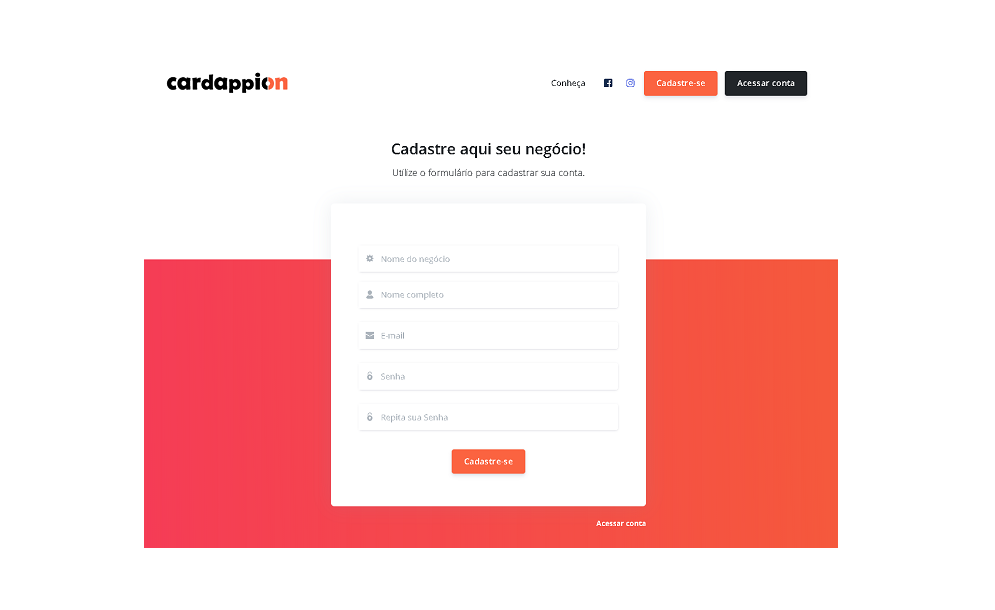 cardappion
Conheça
Cadastre-se
Acessar conta
Cadastre aqui seu negócio!
Utilize o formulário para cadastrar sua conta.
Nome do negócio
Nome completo
E-mail
Senha
Repita sua Senha
Cadastre-se
Acessar conta